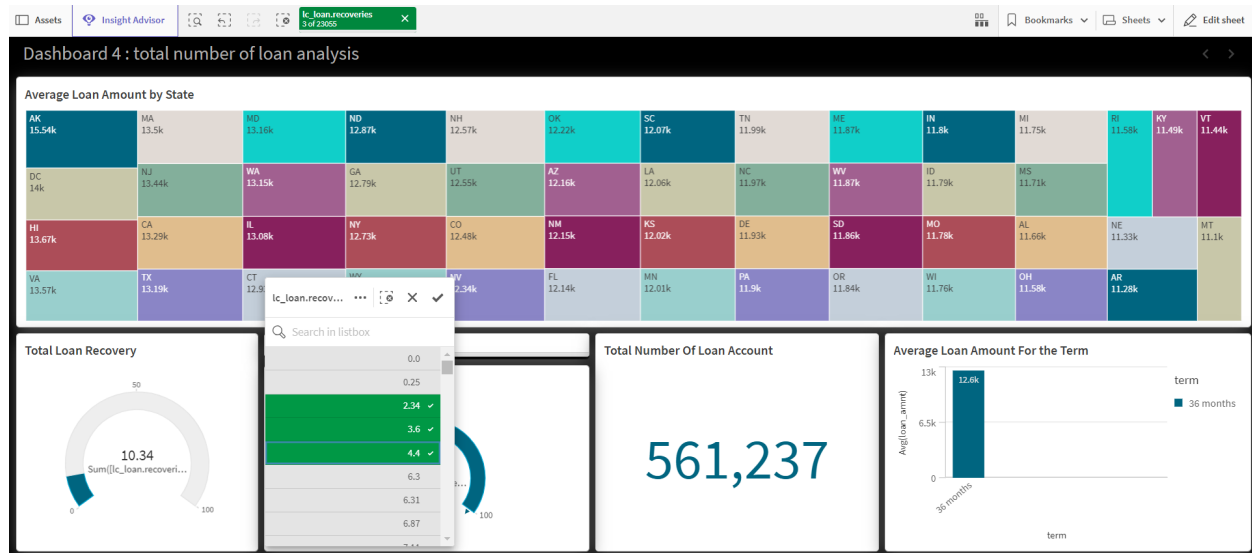 Assets
Insight Advisor
lc_loan.recoveries
3 of 23055
Bookmarks
Sheets
Edit sheet
Dashboard 4 : total number of loan analysis
Average Loan Amount by State
AK
15.54k
MA
13.5k
MD
13.16k
ND
12.87k
NH
12.57k
OK
12.22k
SC
12.07k
TN
11.99k
ME
11.87k
IN
11.8k
MI
11.75k
RI
11.58k
KY
11.49k
VT
11.44k
DC
14k
NJ
13.44k
WA
13.15k
GA
12.79k
UT
12.55k
AZ
12.16k
LA
12.06k
NC
11.97k
WV
11.87k
ID
11.79k
MS
11.71k
HI
13.67k
CA
13.29k
IL
13.08k
NY
12.73k
CO
12.48k
NM
12.15k
KS
12.02k
DE
11.93k
SD
11.86k
MO
11.78k
AL
11.66k
NE
11.33k
MT
11.1k
VA
13.57k
TX
13.19k
CT
FL
12.14k
MN
12.01k
PA
11.9k
OR
11.84k
WI
11.76k
OH
11.58k
AR
11.28k
lc_loan.recov...
Search in listbox
0.0
0.25
2.34
3.6
4.4
6.3
6.31
6.87
Total Loan Recovery
50
10.34
Sum([lc_loan.recoveri...
0
100
100
Total Number Of Loan Account
561,237
Average Loan Amount For the Term
13k
12.6k
6.5k
0
Avg(loan_amnt)
36 months
term
term
36 months